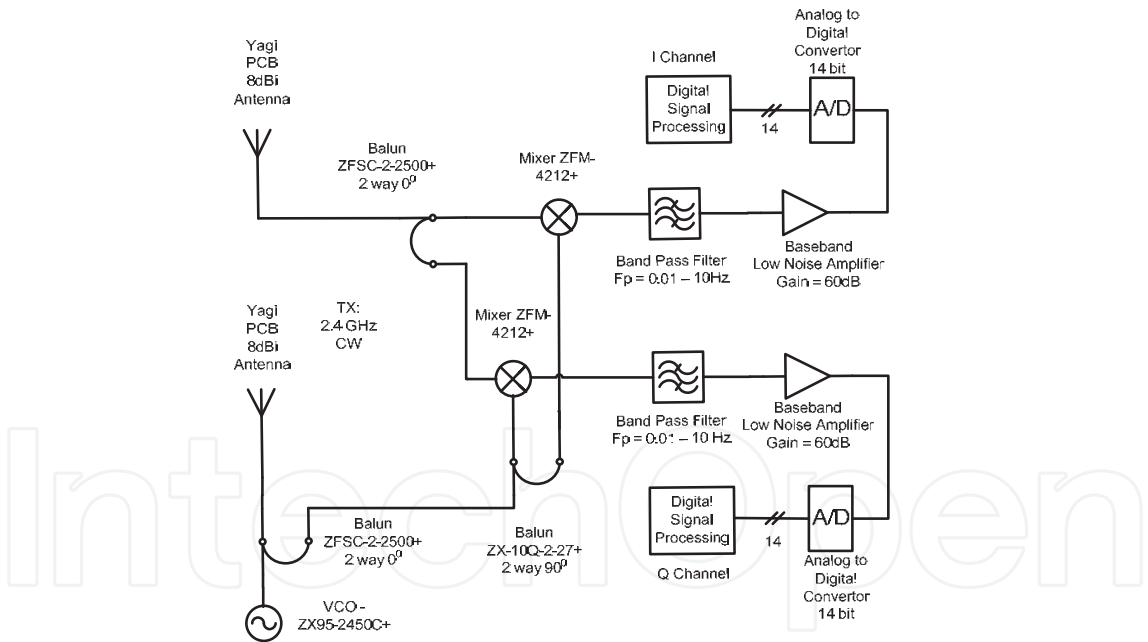 Yagi
PCB
8dBi
Antenna
Balun
ZFSC-2-2500+
2 way 0⁰
Mixer ZFM-
4212+
I Channel
Digital
Signal
Processing
14
Analog to
Digital
Convertor
14 bit
A/D
Band Pass Filter
Fp = 0.01 – 10Hz
Baseband
Low Noise Amplifier
Gain = 60dB
Yagi
PCB
8dBi
Antenna
TX:
2.4 GHz
CW
Mixer ZFM-
4212+
Band Pass Filter
Fp = 0.01 – 10 Hz
Baseband
Low Noise Amplifier
Gain = 60dB
Balun
ZFSC-2-2500+
2 way 0⁰
Balun
ZX-10Q-2-27+
2 way 90⁰
Digital
Signal
Processing
14
A/D
Q Channel
Analog to
Digital
Convertor
14 bit
VCO -
ZX95-2450C+
IntechOpen